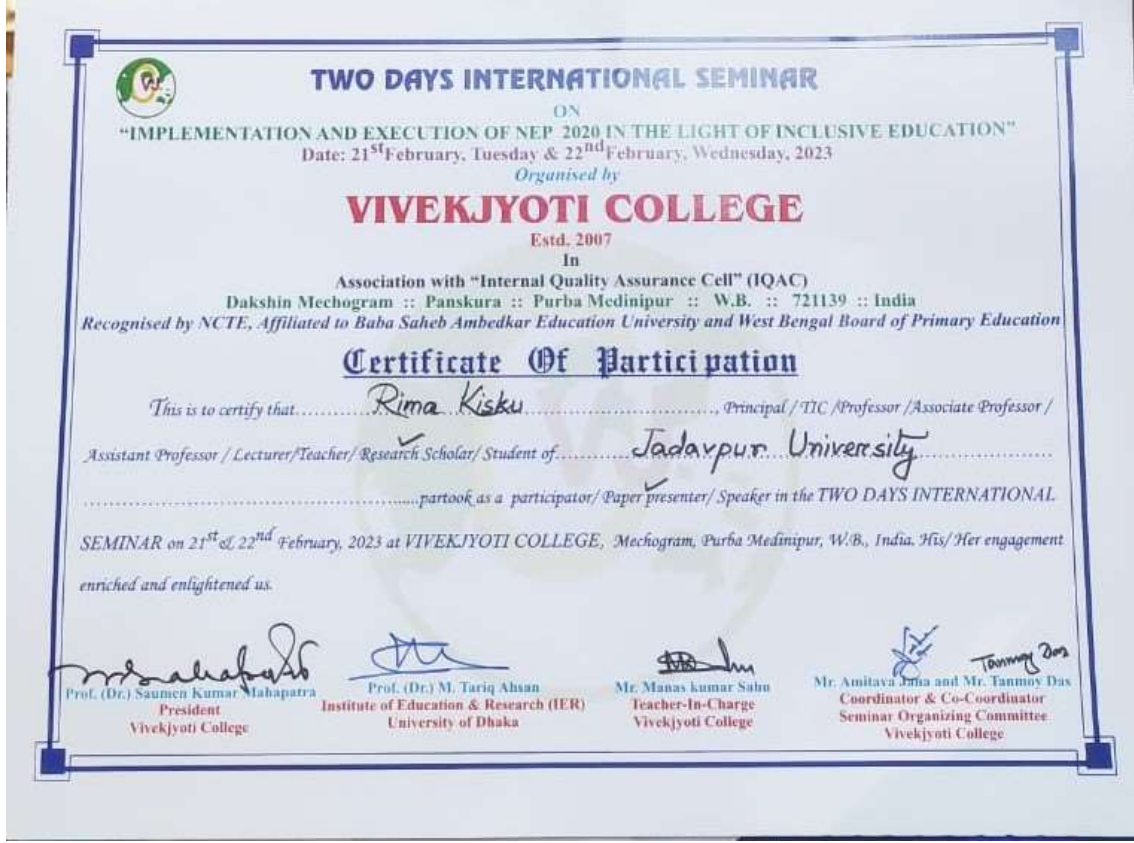 TWO DAYS INTERNATIONAL SEMINAR
ON
“IMPLEMENTATION AND EXECUTION OF NEP 2020 IN THE LIGHT OF INCLUSIVE EDUCATION”
Date: 21st February, Tuesday & 22nd February, Wednesday, 2023
Organised by
VIVEKJYOTI COLLEGE
Estd. 2007
In
Association with “Internal Quality Assurance Cell” (IQAC)
Dakshin Mechogram :: Panskura :: Purba Medinipur :: W.B. :: 721139 :: India
Recognised by NCTE, Affiliated to Baba Saheb Ambedkar Education University and West Bengal Board of Primary Education
Certificate Of Participation
This is to certify that Rima Kisku, Principal / TIC /Professor /Associate Professor /
Assistant Professor / Lecturer/Teacher/ Research Scholar/ Student of Jadavpur University
partook as a participator/ Paper presenter/ Speaker in the TWO DAYS INTERNATIONAL
SEMINAR on 21st & 22nd February, 2023 at VIVEKJYOTI COLLEGE, Mechogram, Purba Medinipur, W.B., India. His/ Her engagement
enriched and enlightened us.
Tanmoy Das
Prof. (Dr.) Saumen Kumar Mahapatra
President
Vivekjyoti College
Prof. (Dr.) M. Tariq Ahsan
Institute of Education & Research (IER)
University of Dhaka
Mr. Manas kumar Sahu
Teacher-In-Charge
Vivekjyoti College
Mr. Amitava Jana and Mr. Tanmoy Das
Coordinator & Co-Coordinator
Seminar Organizing Committee
Vivekjyoti College